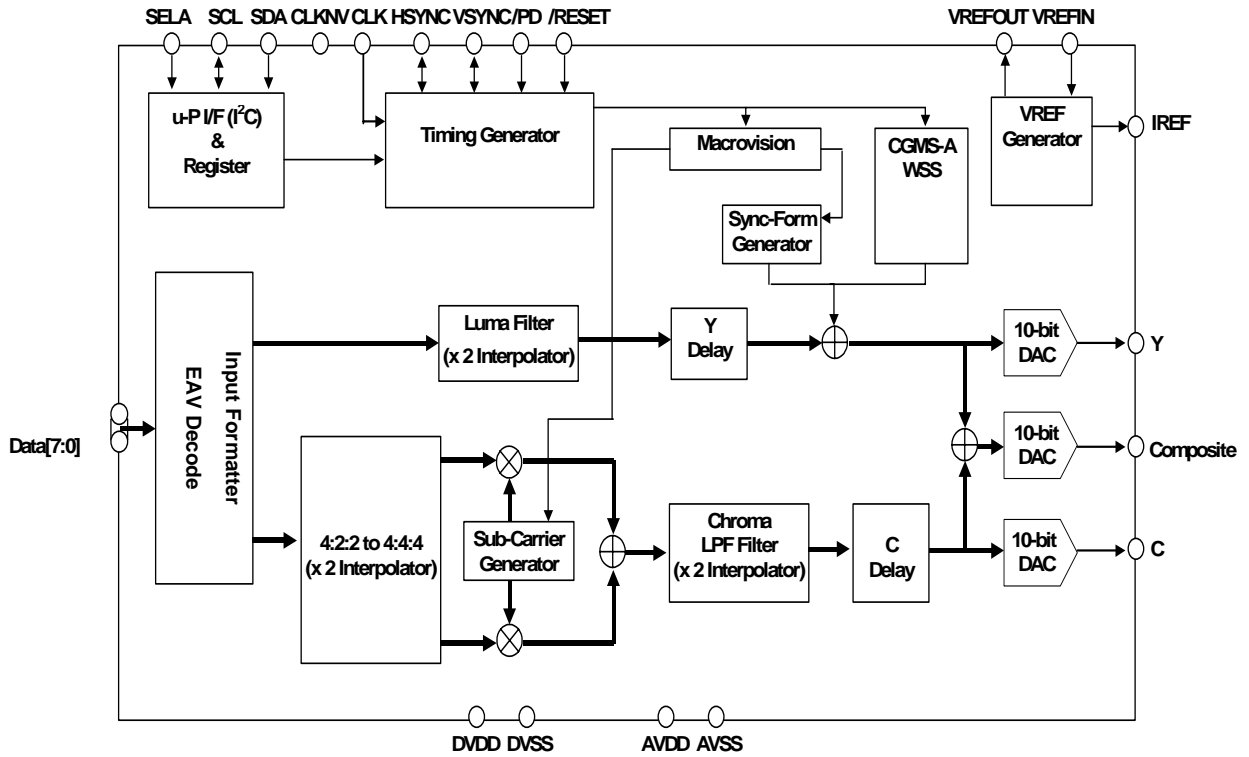 SELA SCL SDA CLKNV CLK HSYNC VSYNC/PD /RESET
VREFOUT VREFIN
u-P I/F (I²C)
&
Register
Timing Generator
Macrovision
CGMS-A
WSS
VREF
Generator
IREF
Sync-Form
Generator
Input Formatter
EAV Decode
Luma Filter
(x 2 Interpolator)
Y
Delay
10-bit
DAC
Y
Data[7:0]
10-bit
DAC
Composite
4:2:2 to 4:4:4
(x 2 Interpolator)
Sub-Carrier
Generator
Chroma
LPF Filter
(x 2 Interpolator)
C
Delay
10-bit
DAC
C
DVDD DVSS
AVDD AVSS